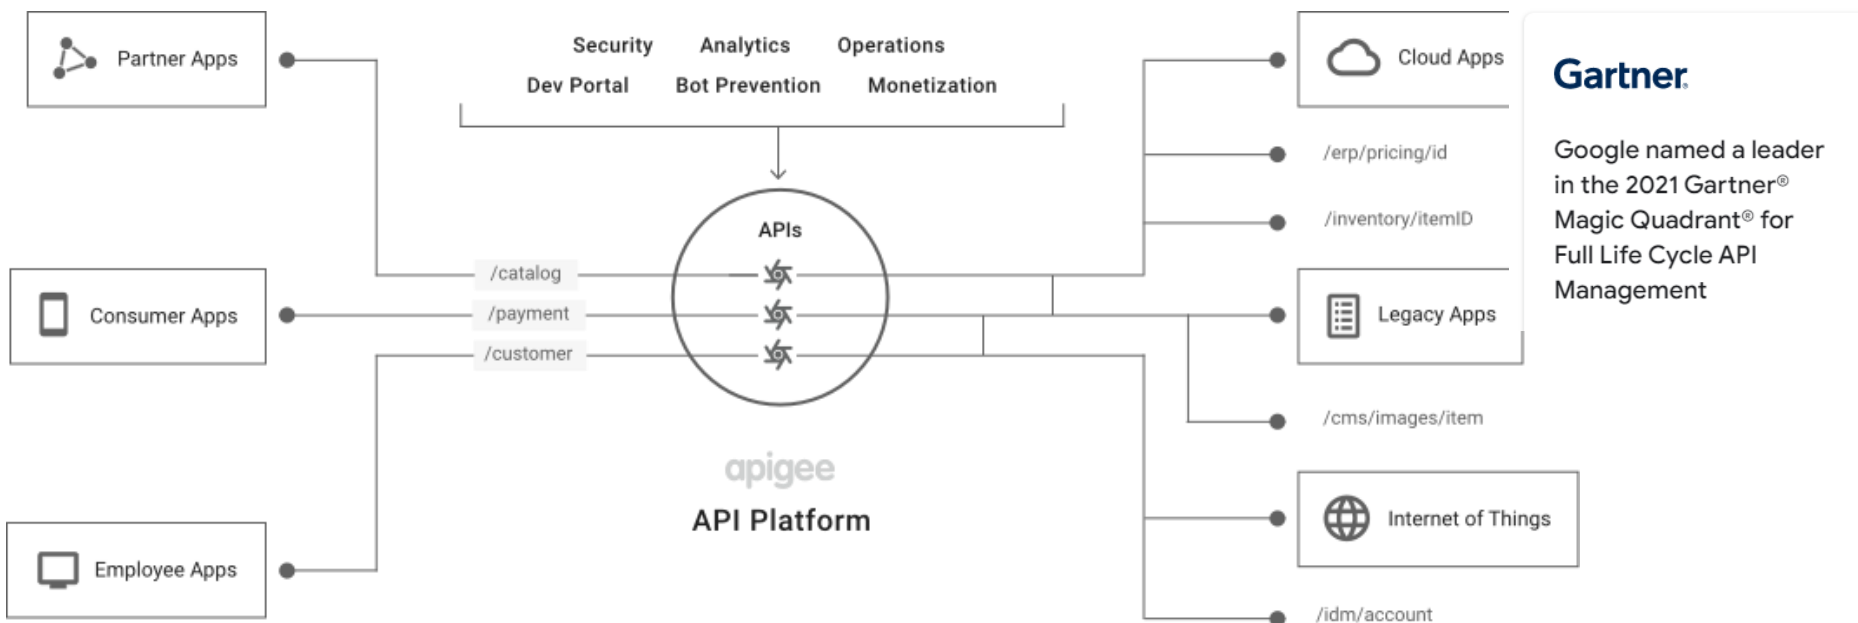 Partner Apps
Security Analytics Operations
Dev Portal Bot Prevention Monetization
Cloud Apps
/erp/pricing/id
/inventory/itemID
APIs
/catalog
/payment
/customer
Consumer Apps
Legacy Apps
/cms/images/item
apigee
API Platform
Internet of Things
Employee Apps
/idm/account
Gartner®
Google named a leader
in the 2021 Gartner®
Magic Quadrant® for
Full Life Cycle API
Management